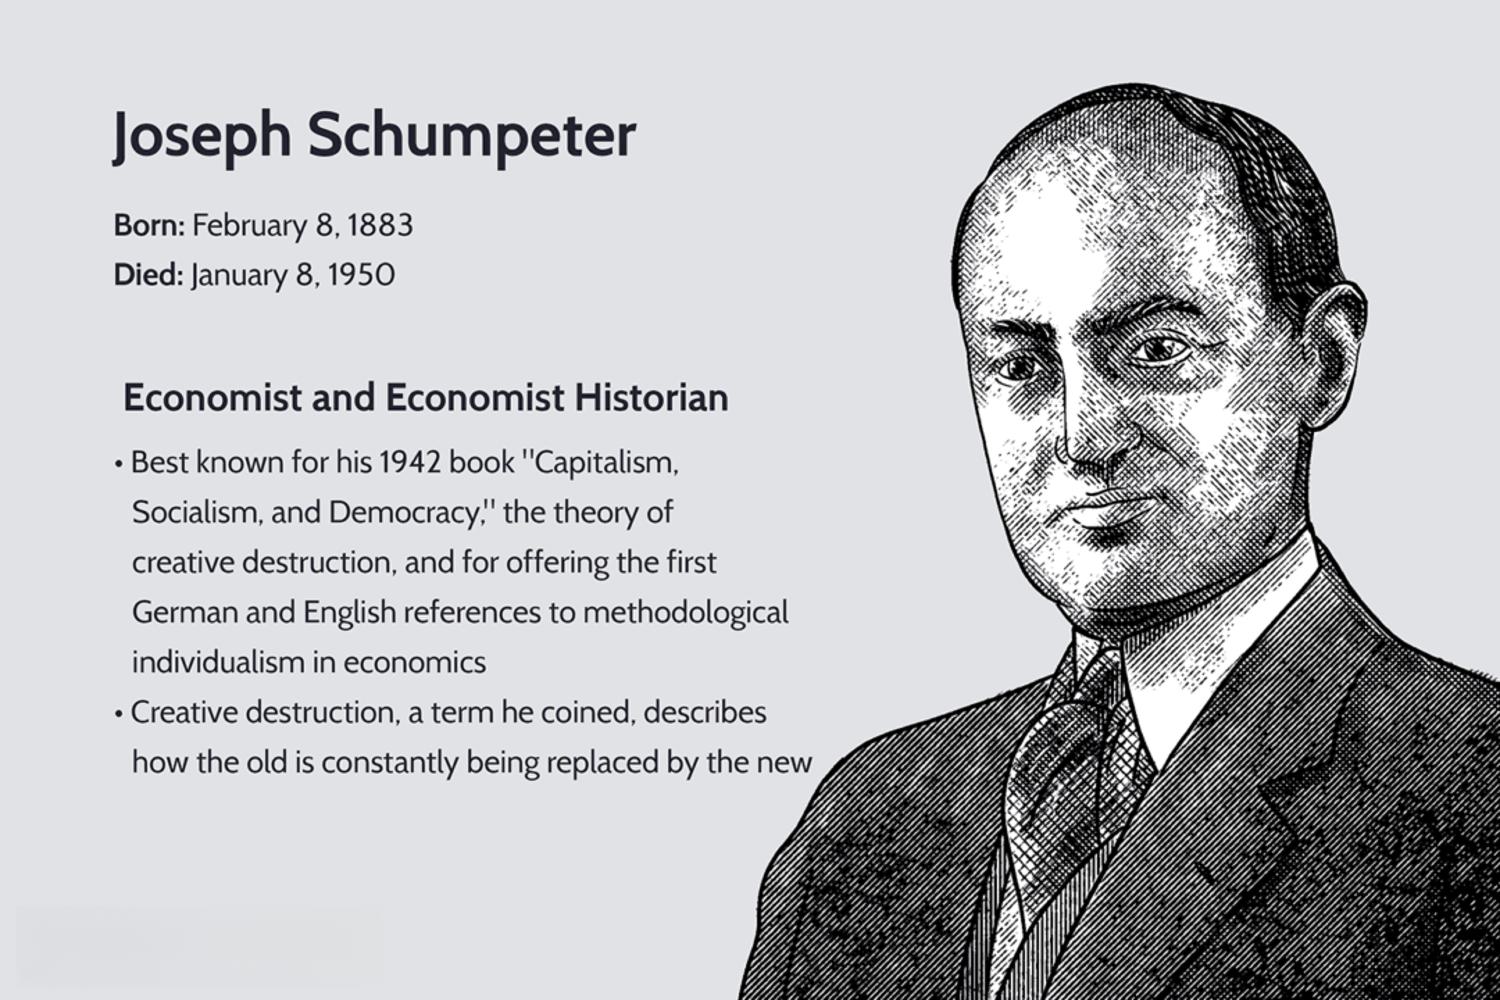 Joseph Schumpeter
Born: February 8, 1883
Died: January 8, 1950
Economist and Economist Historian
• Best known for his 1942 book "Capitalism,
Socialism, and Democracy," the theory of
creative destruction, and for offering the first
German and English references to methodological
individualism in economics
• Creative destruction, a term he coined, describes
how the old is constantly being replaced by the new